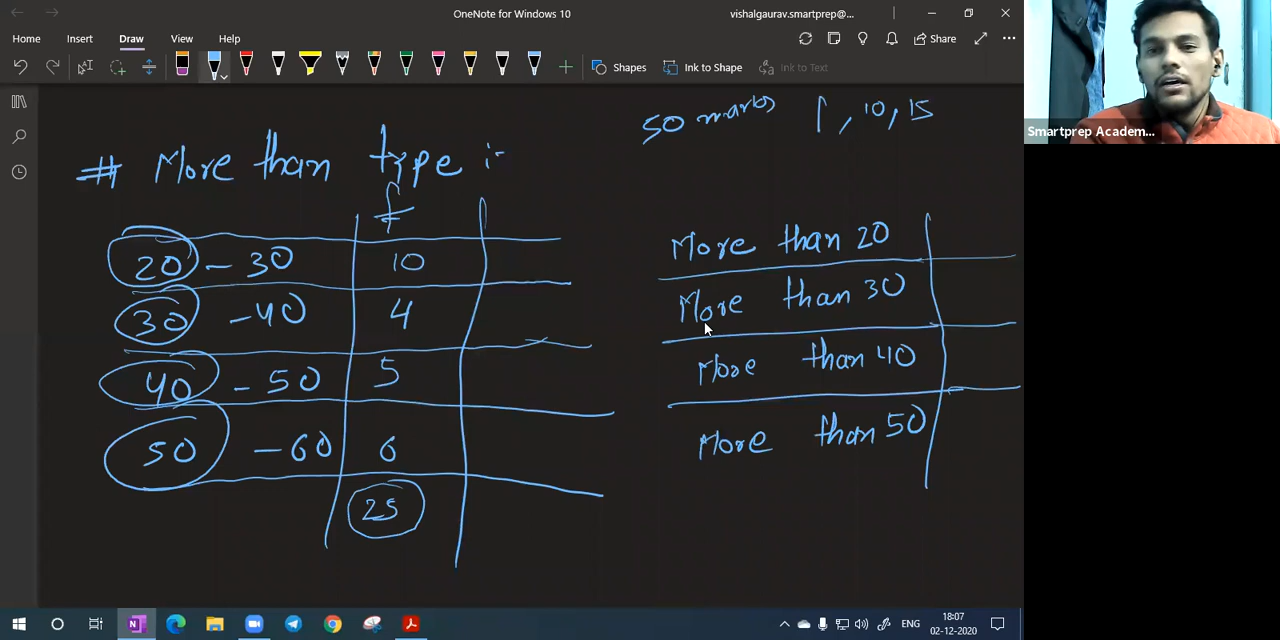 OneNote for Windows 10
vishalgaurav.smartprep@...
Home Insert Draw View Help
Share
Shapes Ink to Shape Ink to Text
50 marks 1, 10, 15
# More than type :-
f
20 - 30 10
30 - 40 4
40 - 50 5
50 - 60 6
25
More than 20
More than 30
More than 40
More than 50
Smartprep Academ...
ENG
18:07
02-12-2020